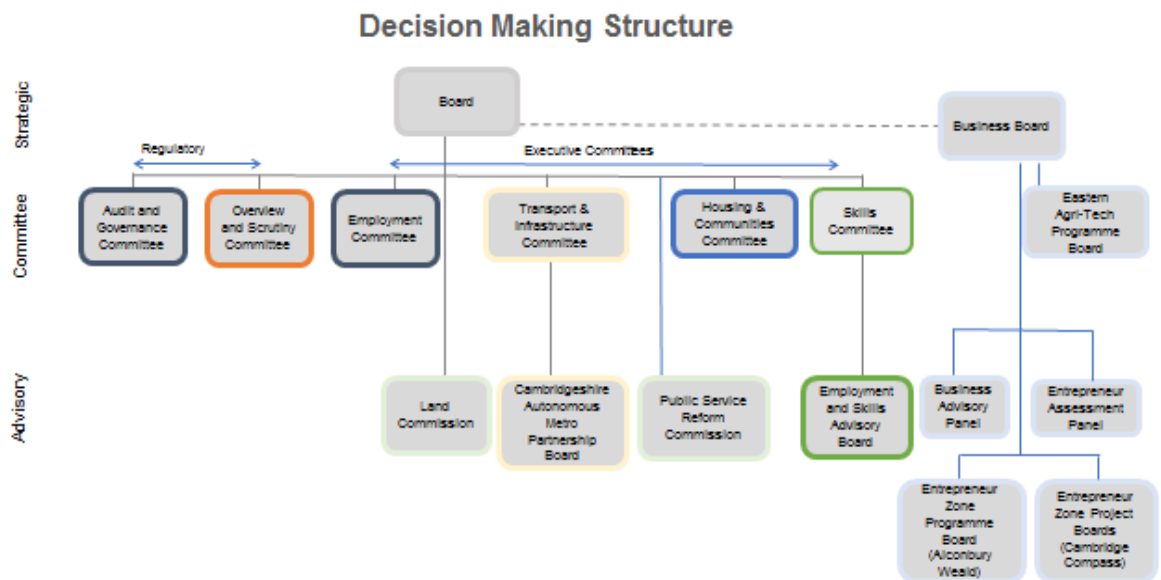 Decision Making Structure
Strategic
Board
Business Board
Regulatory
Executive Committees
Committee
Audit and
Governance
Committee
Overview
and Scrutiny
Committee
Employment
Committee
Transport &
Infrastructure
Committee
Housing &
Communities
Committee
Skills
Committee
Eastern
Agri-Tech
Programme
Board
Advisory
Land
Commission
Cambridgeshire
Autonomous
Metro
Partnership
Board
Public Service
Reform
Commission
Employment
and Skills
Advisory
Board
Business
Advisory
Panel
Entrepreneur
Assessment
Panel
Entrepreneur
Zone
Programme
Board
(Alconbury
Weald)
Entrepreneur
Zone Project
Boards
(Cambridge
Compass)